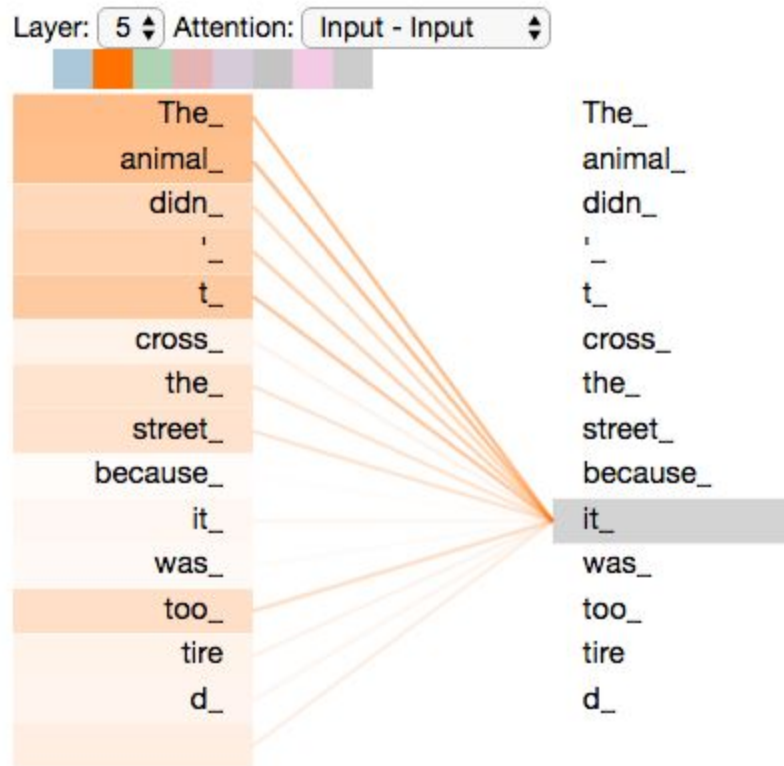 Layer: 5 Attention: Input - Input
The_ The_
animal_ animal_
didn_ didn_
'_ '_
t_ t_
cross_ cross_
the_ the_
street_ street_
because_ because_
it_ it_
was_ was_
too_ too_
tire tire
d_ d_